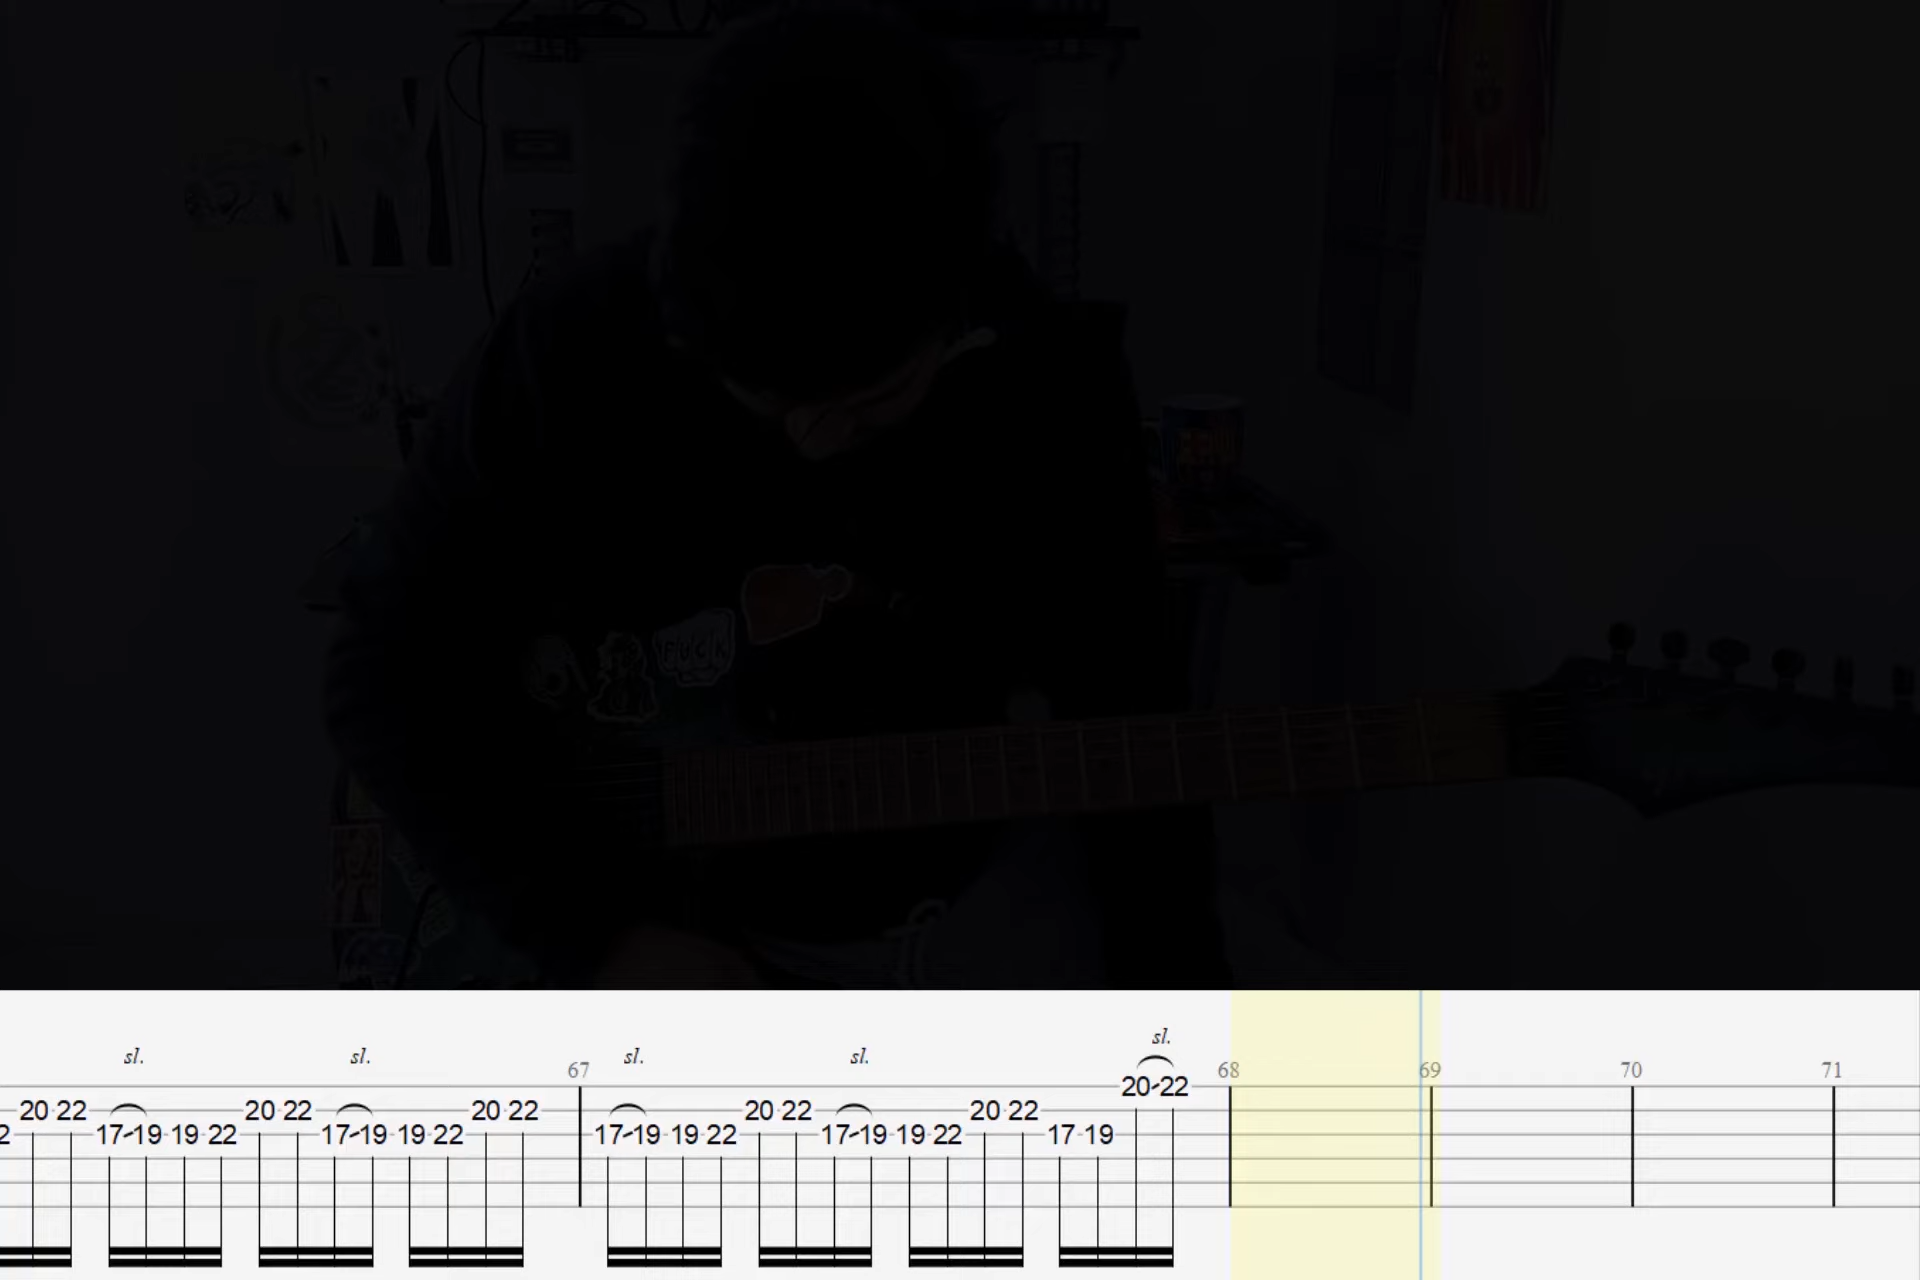 FUCK
sl. sl. sl. sl. sl.
67 68 69 70 71
20-22
20 22 20 22 20 22 20 22 20 22
2 17-19 19 22 17-19 19 22 17-19 19 22 17-19 19 22 17 19